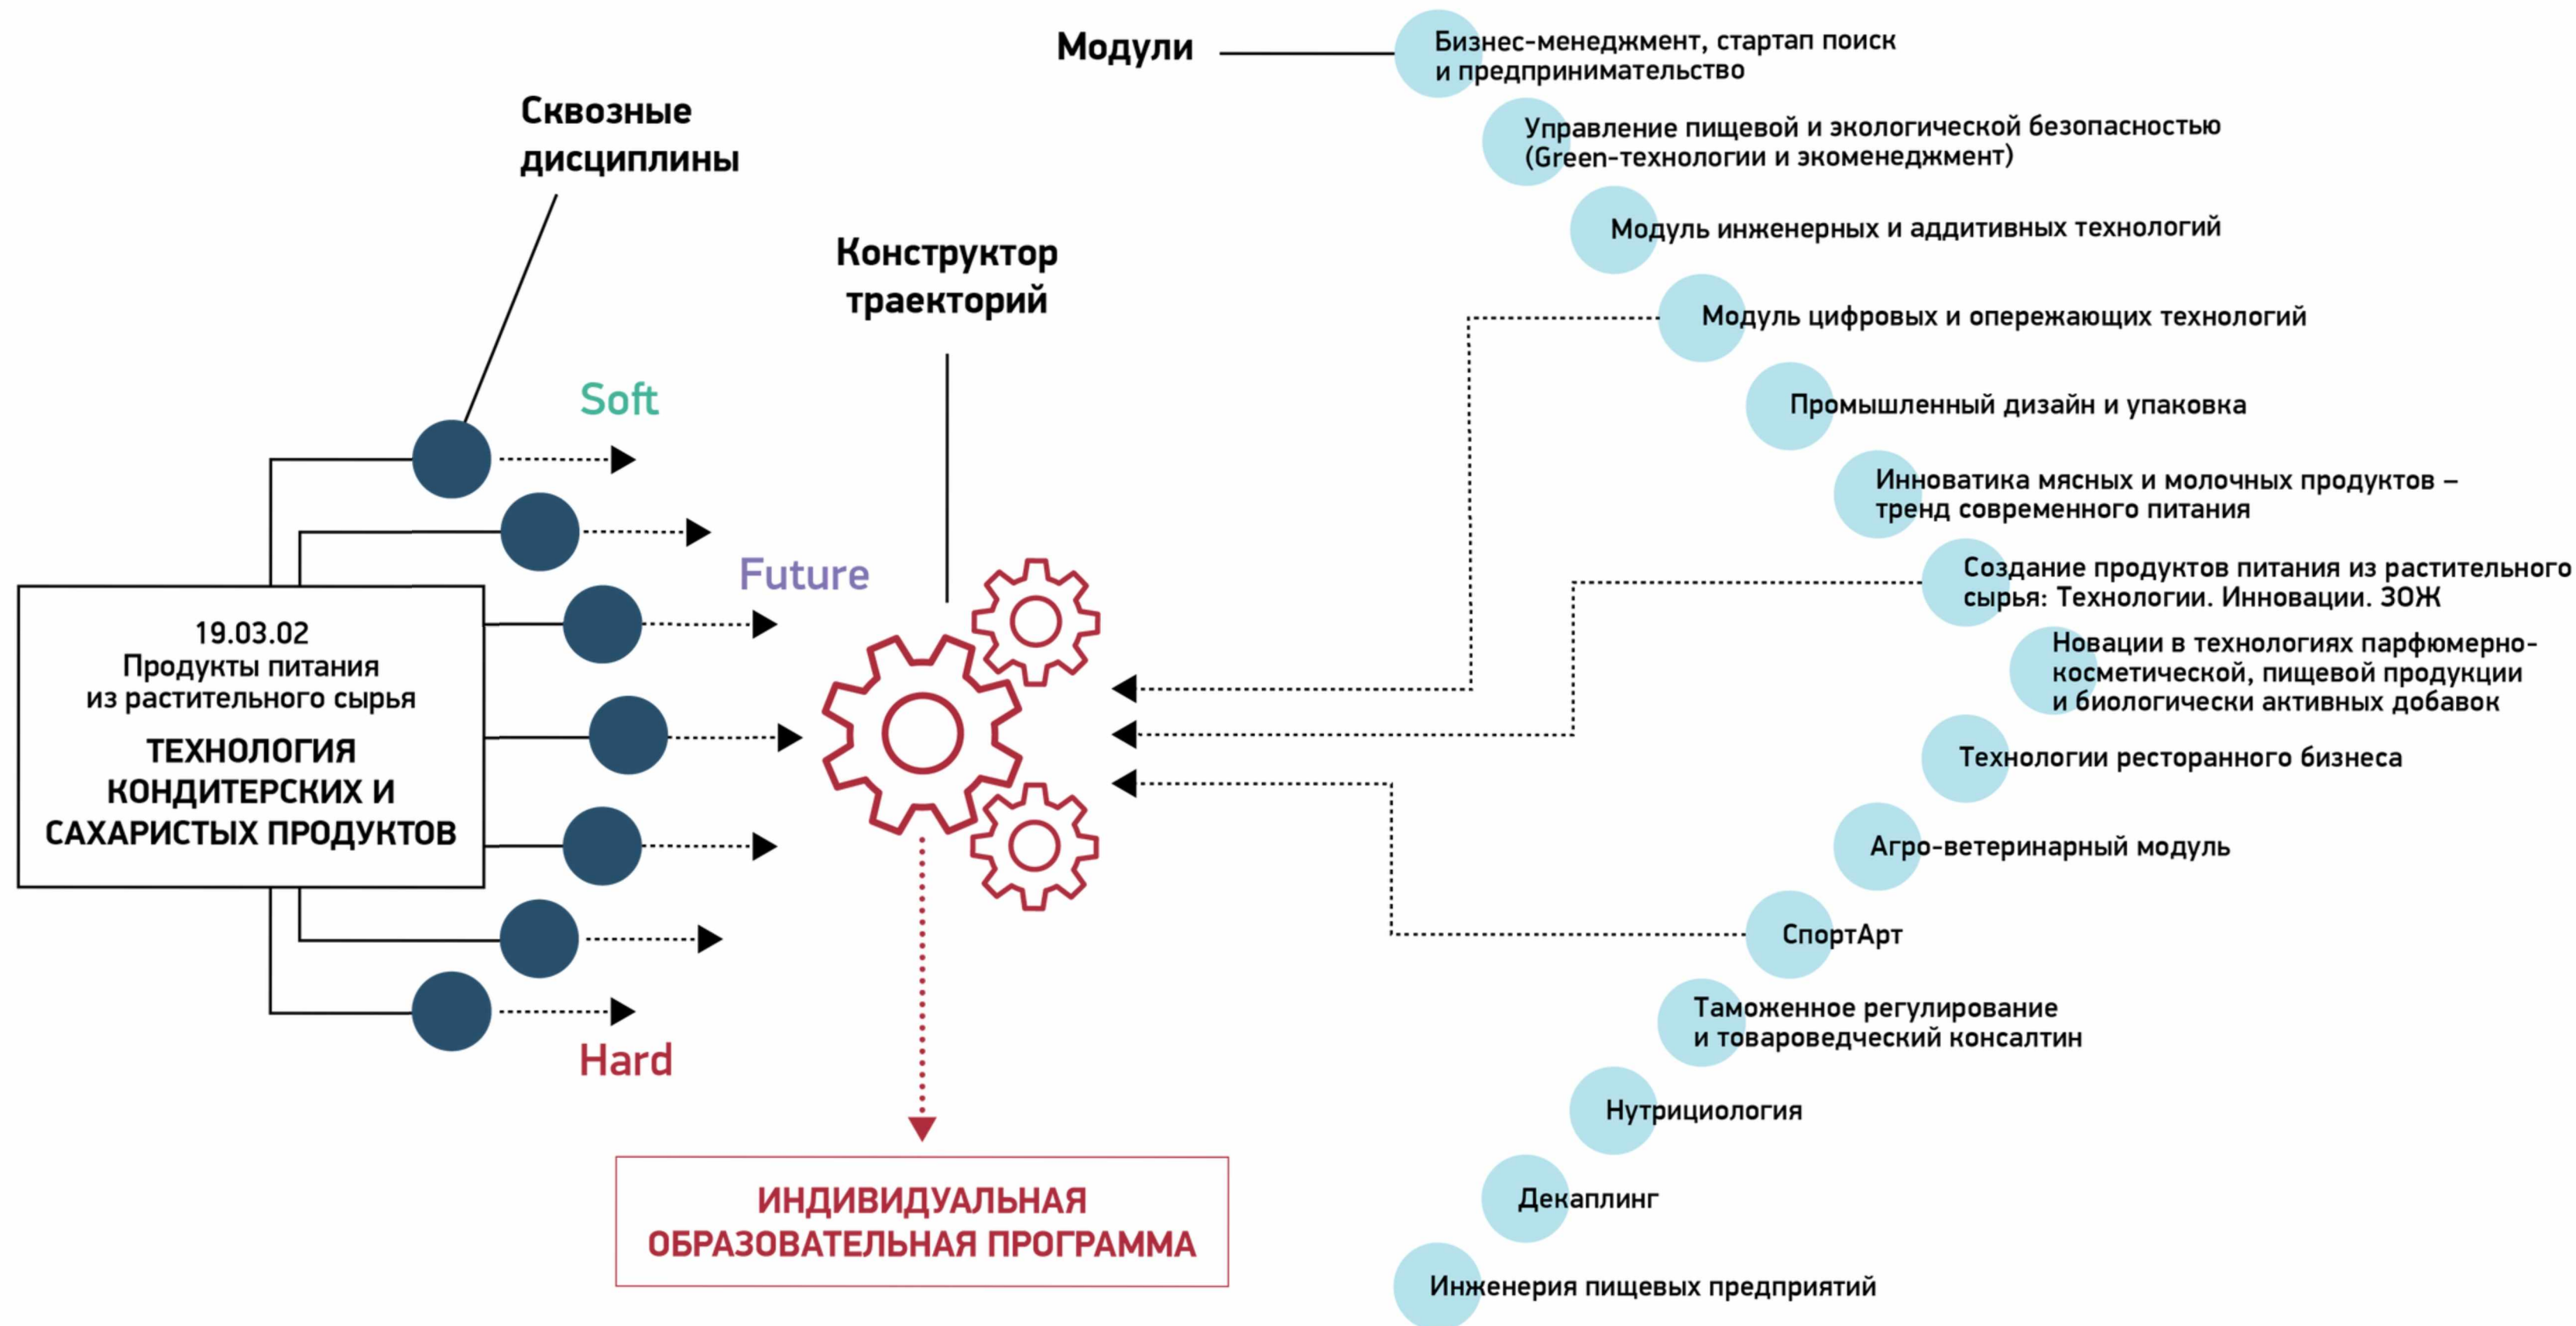 Модули
Сквозные
дисциплины
Конструктор
траекторий
Soft
Future
Hard
19.03.02
Продукты питания
из растительного сырья
ТЕХНОЛОГИЯ
КОНДИТЕРСКИХ И
САХАРИСТЫХ ПРОДУКТОВ
ИНДИВИДУАЛЬНАЯ
ОБРАЗОВАТЕЛЬНАЯ ПРОГРАММА
Бизнес-менеджмент, стартап поиск
и предпринимательство
Управление пищевой и экологической безопасностью
(Green-технологии и экоменеджмент)
Модуль инженерных и аддитивных технологий
Модуль цифровых и опережающих технологий
Промышленный дизайн и упаковка
Инноватика мясных и молочных продуктов –
тренд современного питания
Создание продуктов питания из растительного
сырья: Технологии. Инновации. ЗОЖ
Новации в технологиях парфюмерно-
косметической, пищевой продукции
и биологически активных добавок
Технологии ресторанного бизнеса
Агро-ветеринарный модуль
СпортАрт
Таможенное регулирование
и товароведческий консалтин
Нутрициология
Декаплинг
Инженерия пищевых предприятий